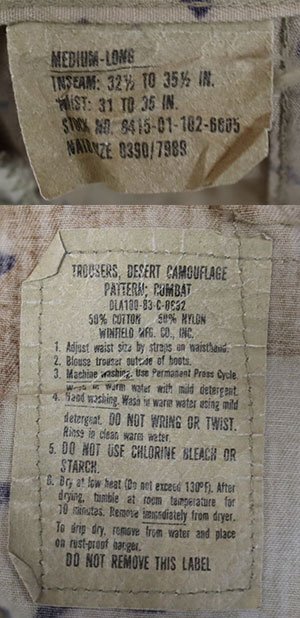 MEDIUM-LONG
INSEAM: 32½ TO 35½ IN.
WAIST: 31 TO 35 IN.
STOCK NO. 8415-01-102-6685
NATO SIZE 8390/7989
TROUSERS, DESERT CAMOUFLAGE
PATTERN; COMBAT
DLA100-83-C-0692
50% COTTON 50% NYLON
WINFIELD MFG. CO., INC.
1. Adjust waist size by straps on waistband.
2. Blouse trouser outside of boots.
3. Machine washing. Use Permanent Press Cycle.
Wash in warm water with mild detergent.
4. Hand washing. Wash in warm water using mild
detergent. DO NOT WRING OR TWIST.
Rinse in clean warm water.
5. DO NOT USE CHLORINE BLEACH OR
STARCH.
6. Dry at low heat (Do not exceed 130°F). After
drying, tumble at room temperature for
10 minutes. Remove immediately from dryer.
To drip dry, remove from water and place
on rust-proof hanger.
DO NOT REMOVE THIS LABEL